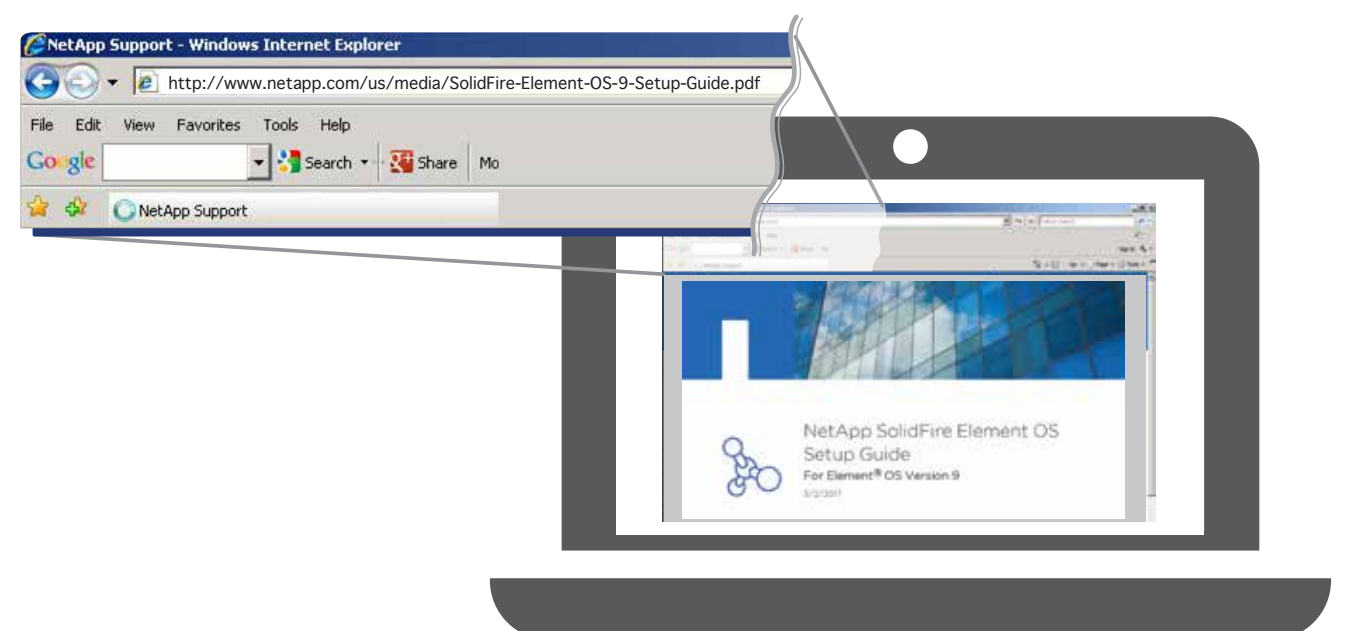 NetApp Support - Windows Internet Explorer
http://www.netapp.com/us/media/SolidFire-Element-OS-9-Setup-Guide.pdf
File Edit View Favorites Tools Help
Google Search Share Mo
NetApp Support
NetApp SolidFire Element OS
Setup Guide
For Element® OS Version 9